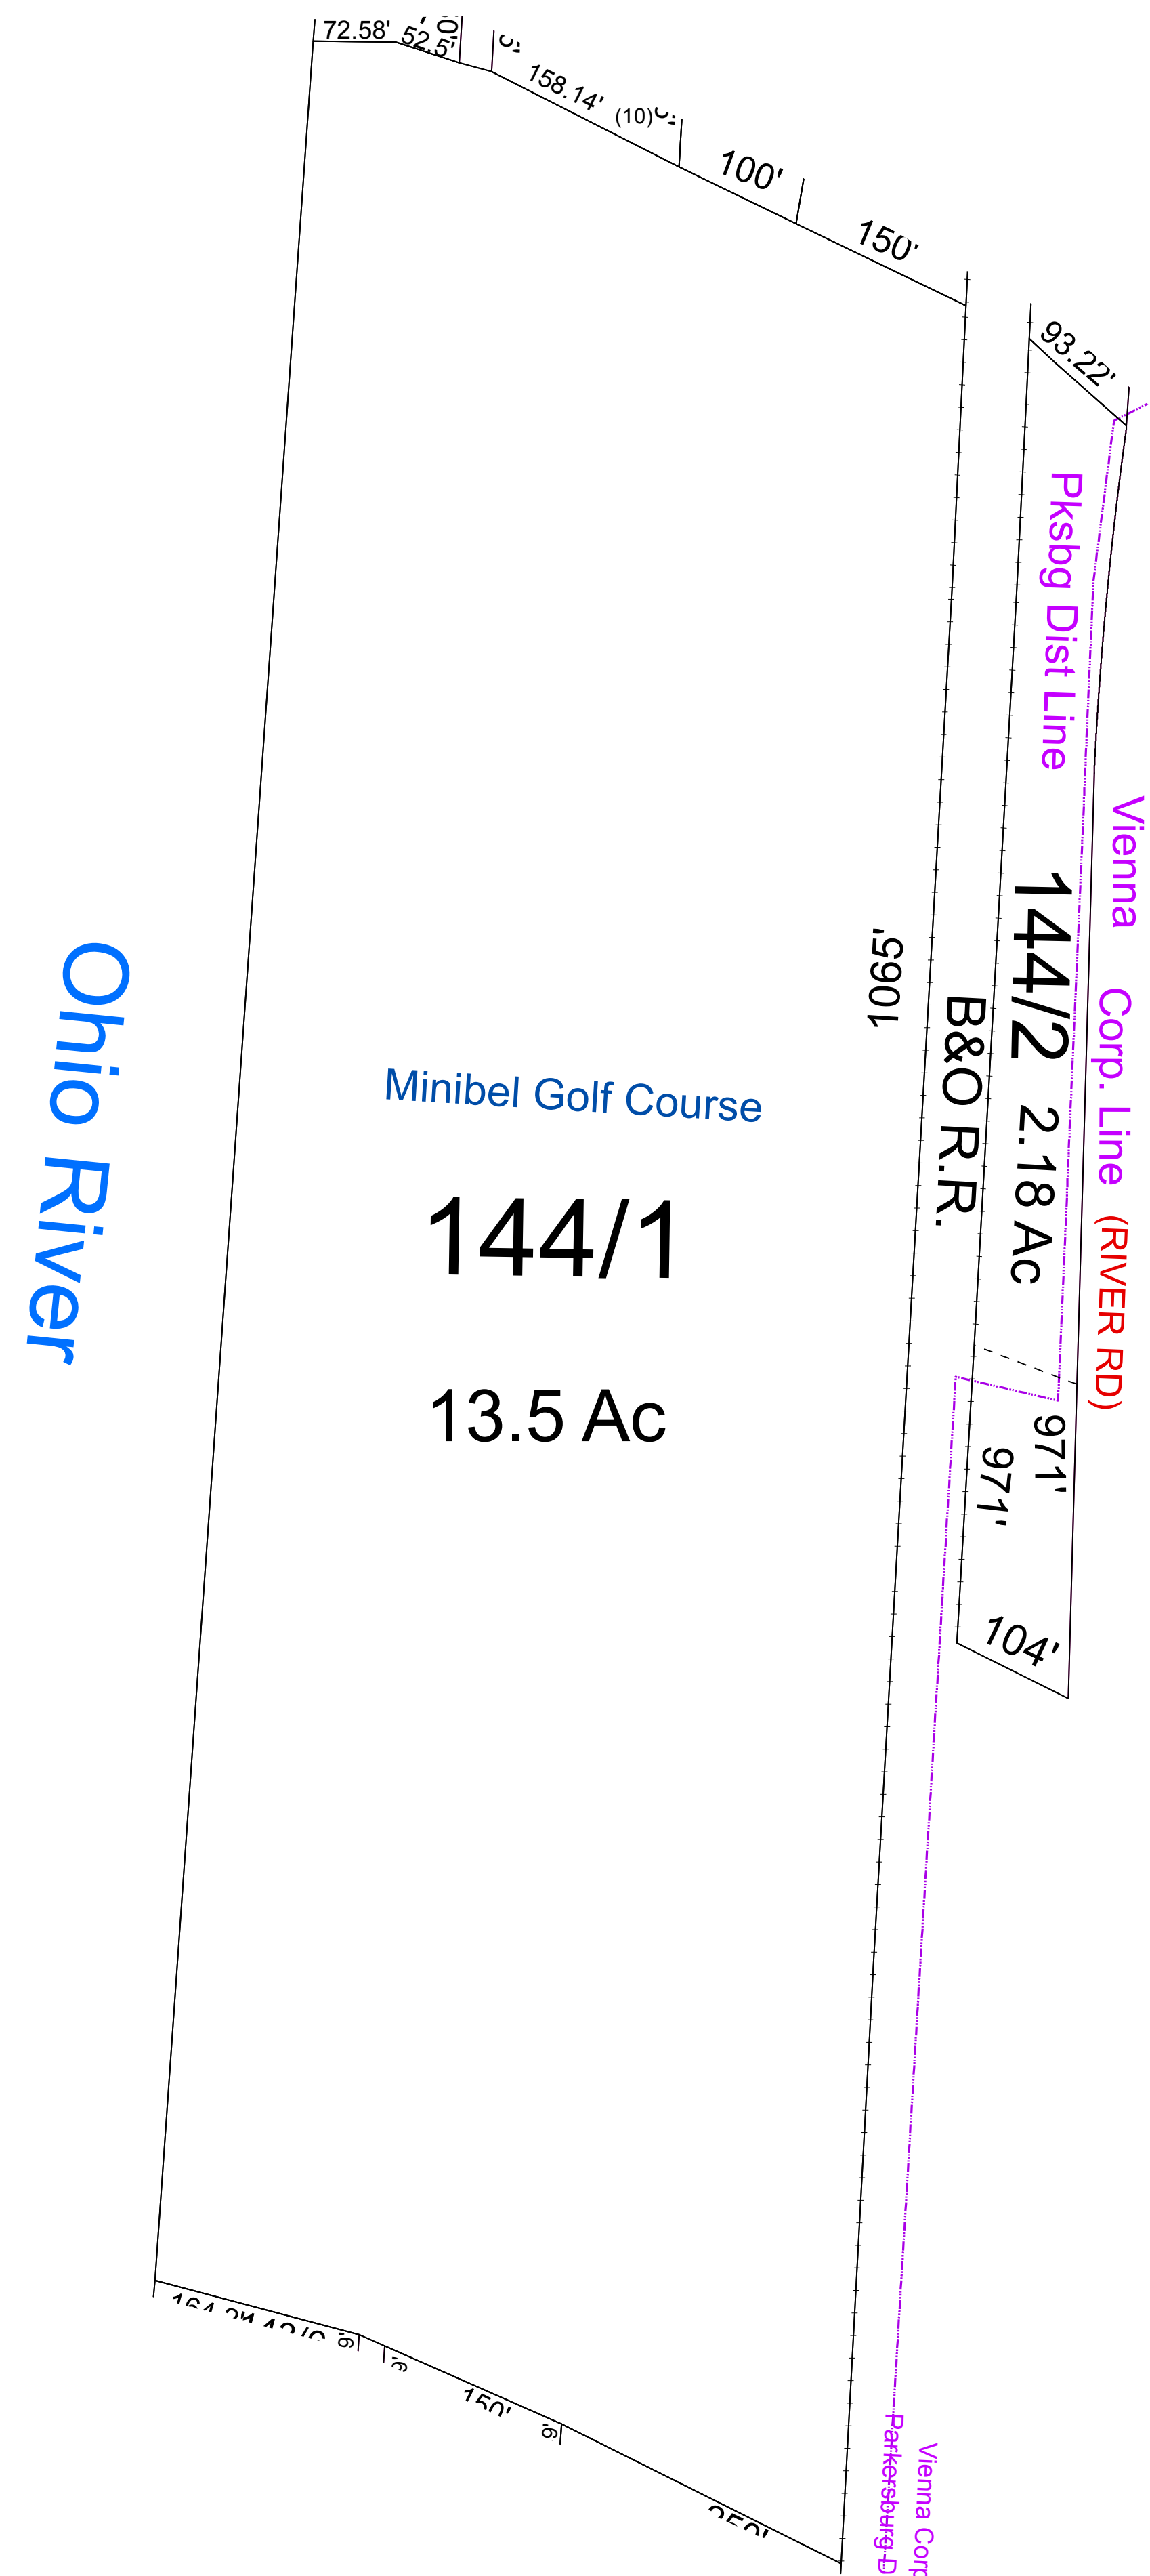 72.58'
52.5'
158.14'
(10)
100'
150'
93.22'
Pksbg Dist Line
Vienna Corp. Line
144/2
2.18 Ac
1065'
B&O R.R.
Ohio River
Minibel Golf Course
144/1
13.5 Ac
(RIVER RD)
971'
971'
104'
150'
Vienna Corp
Parkersburg D